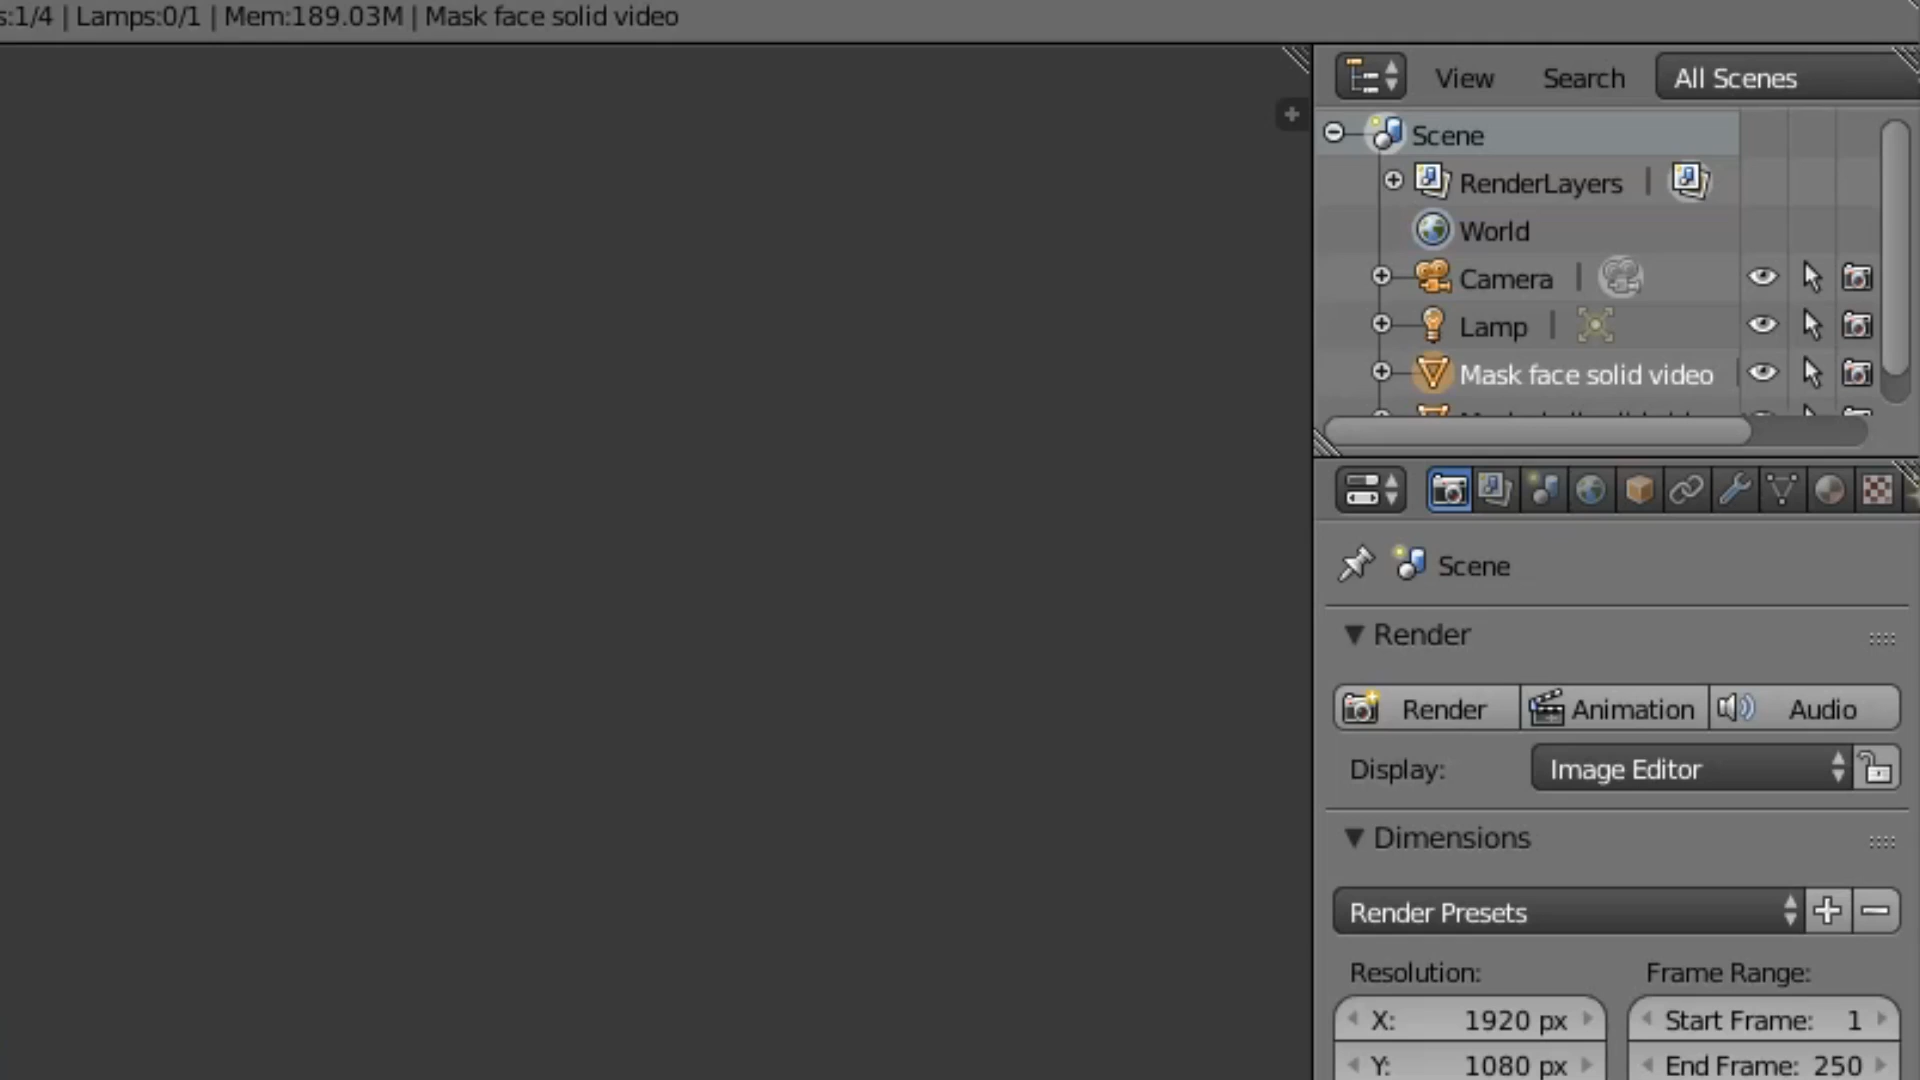 s:1/4 | Lamps:0/1 | Mem:189.03M | Mask face solid video
View Search All Scenes
Scene
RenderLayers
World
Camera
Lamp
Mask face solid video
Scene
Render
Render Animation Audio
Display: Image Editor
Dimensions
Render Presets
Resolution: Frame Range:
X: 1920 px Start Frame: 1
Y: 1080 px End Frame: 250